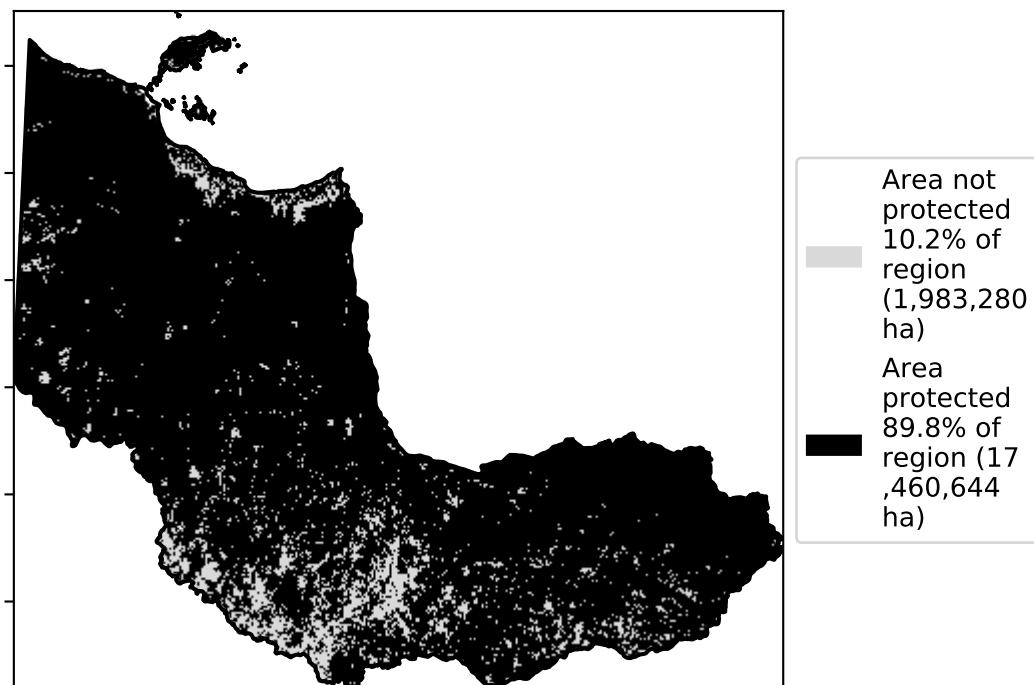 Area not
protected
10.2% of
region
(1,983,280
ha)
Area
protected
89.8% of
region (17
,460,644
ha)